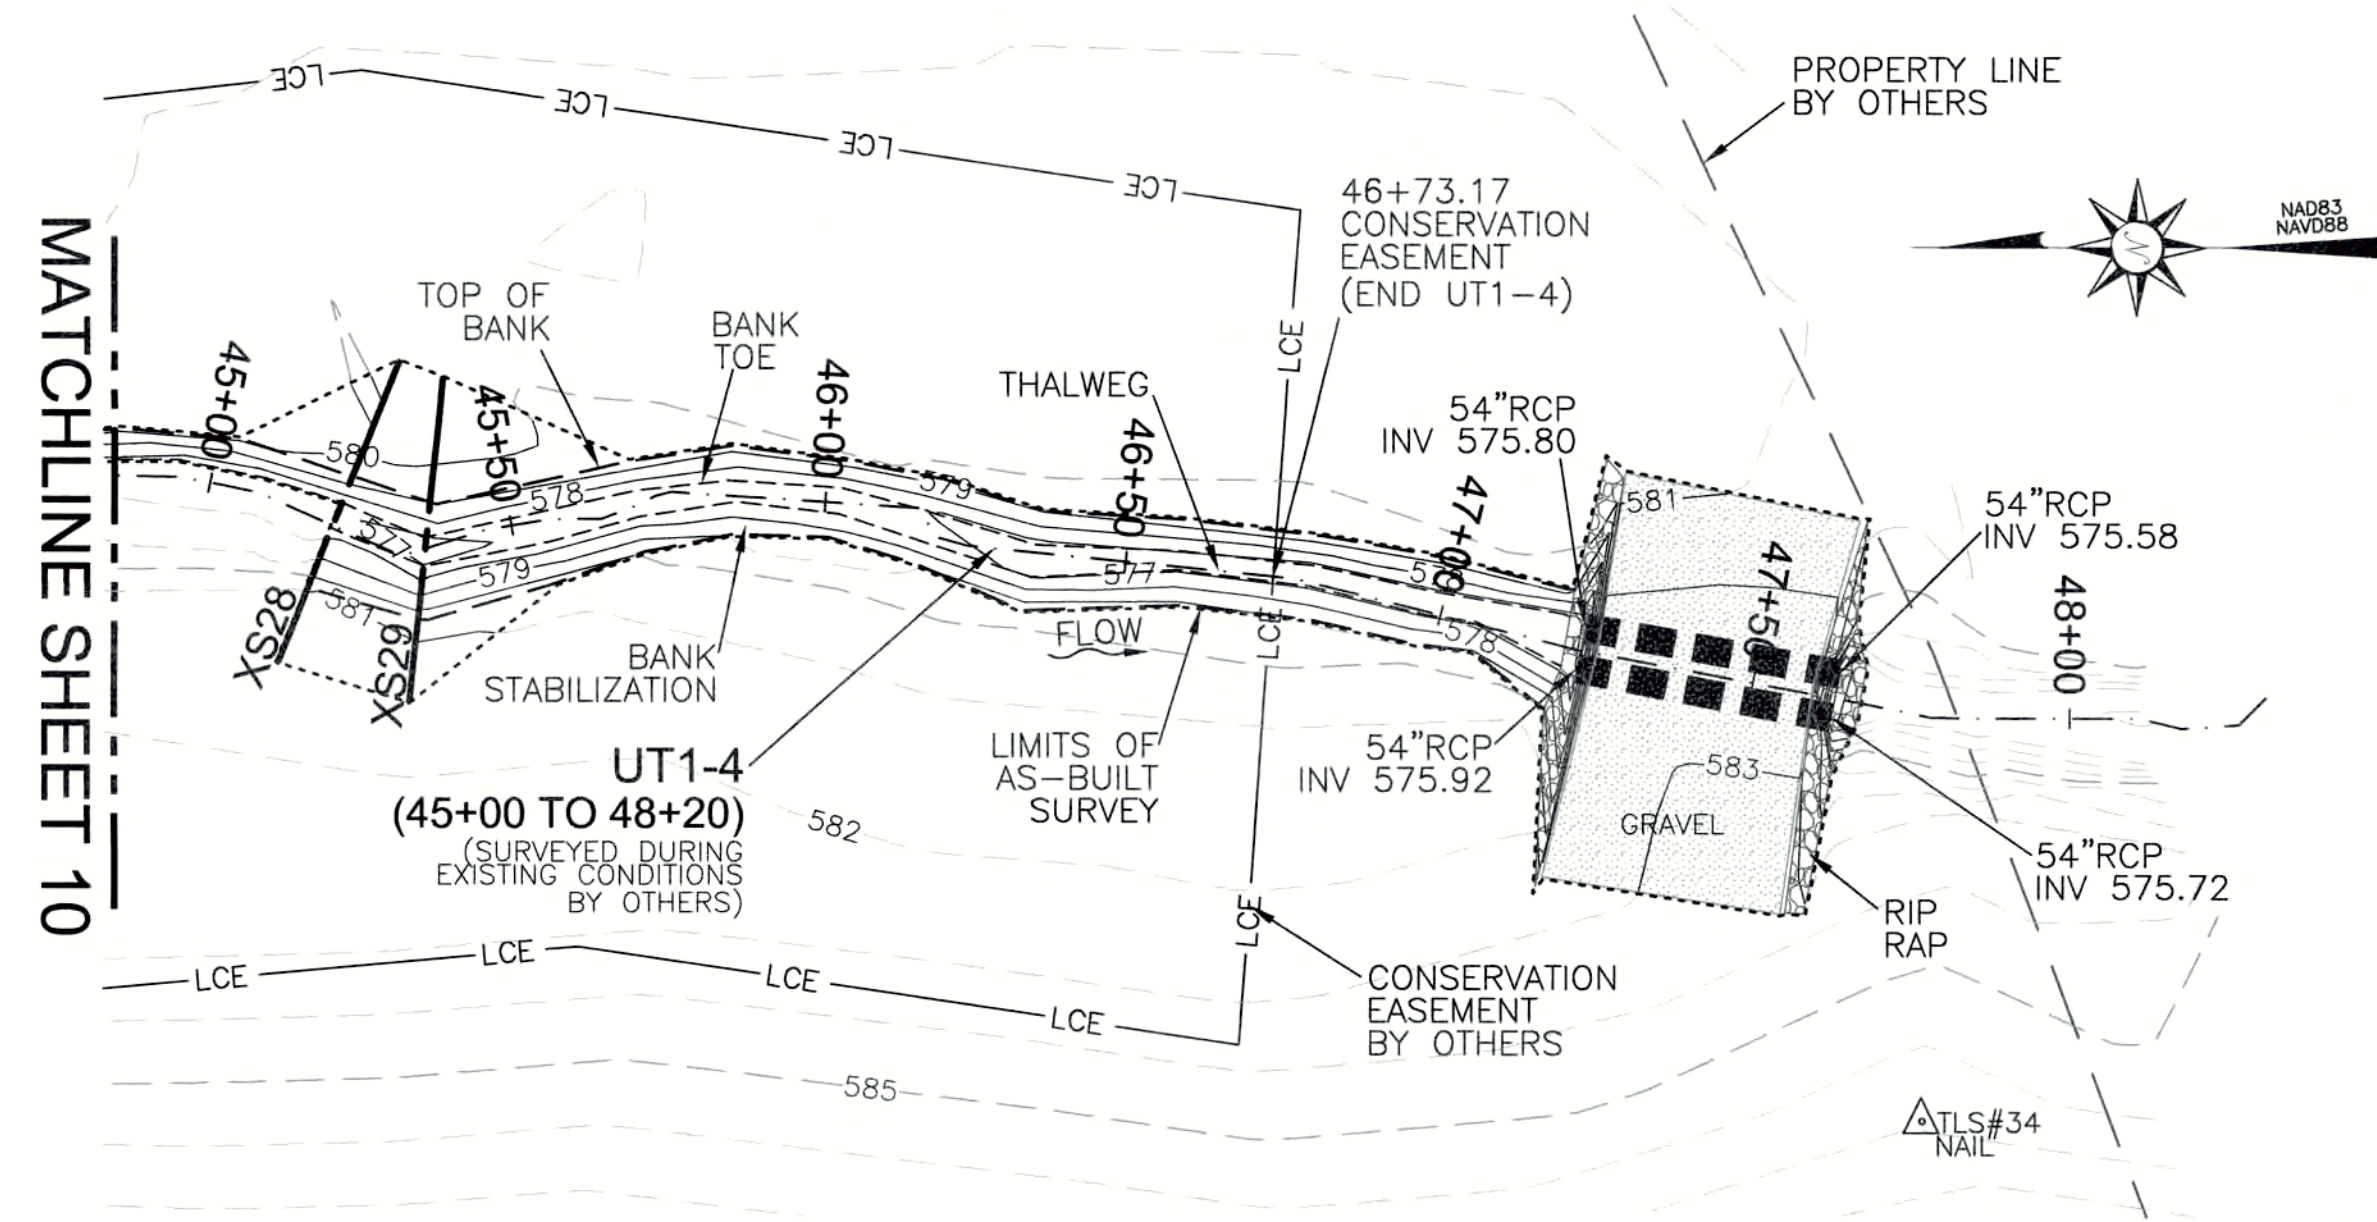 MATCHLINE SHEET 10
LCE
LCE
LCE
LCE
PROPERTY LINE
BY OTHERS
NAD83
NAVD88
N
46+73.17
CONSERVATION
EASEMENT
(END UT1-4)
LCE
TOP OF
BANK
BANK
TOE
THALWEG
45+00
45+50
46+00
46+50
47+00
47+50
48+00
54"RCP
INV 575.80
54"RCP
INV 575.58
580
578
579
577
579
581
577
578
581
583
XS28
XS29
FLOW
LCE
BANK
STABILIZATION
UT1-4
(45+00 TO 48+20)
(SURVEYED DURING
EXISTING CONDITIONS
BY OTHERS)
582
LIMITS OF
AS-BUILT
SURVEY
54"RCP
INV 575.92
GRAVEL
54"RCP
INV 575.72
RIP
RAP
LCE
LCE
LCE
LCE
LCE
CONSERVATION
EASEMENT
BY OTHERS
585
TLS#34
NAIL